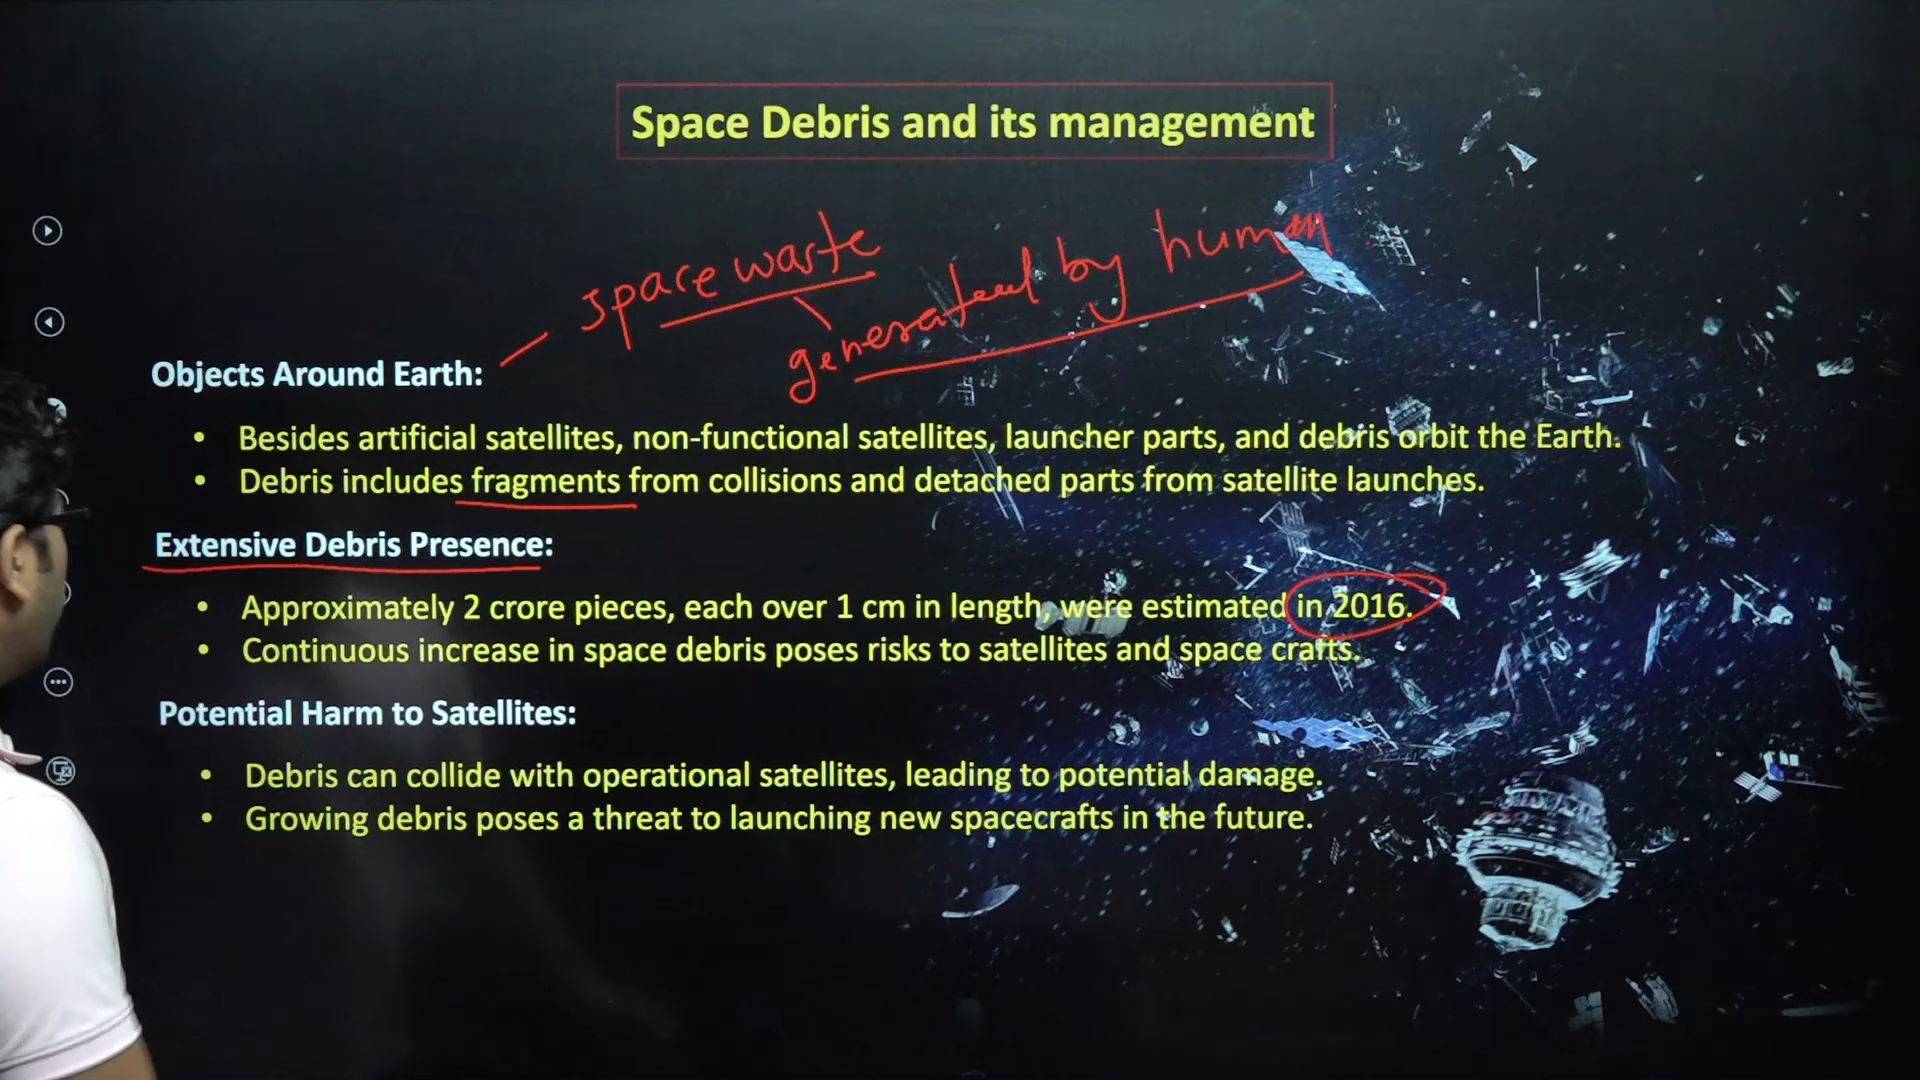 Space Debris and its management
space waste
generated by human
Objects Around Earth:
• Besides artificial satellites, non-functional satellites, launcher parts, and debris orbit the Earth.
• Debris includes fragments from collisions and detached parts from satellite launches.
Extensive Debris Presence:
• Approximately 2 crore pieces, each over 1 cm in length, were estimated in 2016.
• Continuous increase in space debris poses risks to satellites and space crafts.
Potential Harm to Satellites:
• Debris can collide with operational satellites, leading to potential damage.
• Growing debris poses a threat to launching new spacecrafts in the future.